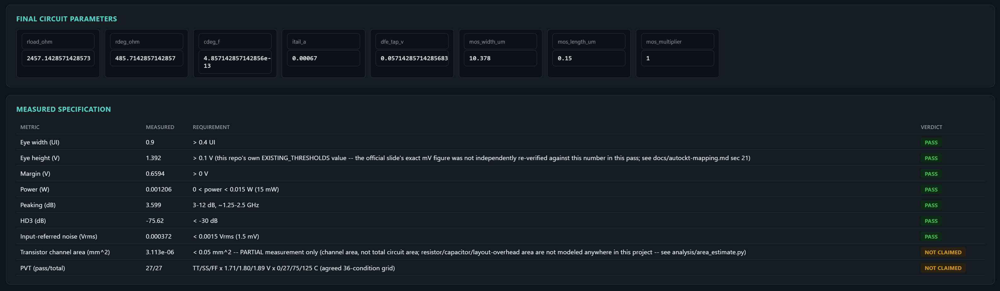 FINAL CIRCUIT PARAMETERS
rload_ohm
2457.1428571428573
rdeg_ohm
485.7142857142857
cdeg_f
4.857142857142856e-
13
itail_a
0.00067
dfe_tap_v
0.05714285714285683
mos_width_um
10.378
mos_length_um
0.15
mos_multiplier
1
MEASURED SPECIFICATION
METRIC MEASURED REQUIREMENT VERDICT
Eye width (UI) 0.9 > 0.4 UI PASS
Eye height (V) 1.392 > 0.1 V (this repo's own EXISTING_THRESHOLDS value -- the official slide's exact mV figure was not independently re-verified against this number in this pass; see docs/autockt-mapping.md sec 21) PASS
Margin (V) 0.6594 > 0 V PASS
Power (W) 0.001206 0 < power < 0.015 W (15 mW) PASS
Peaking (dB) 3.599 3-12 dB, ~1.25-2.5 GHz PASS
HD3 (dB) -75.62 < -30 dB PASS
Input-referred noise (Vrms) 0.000372 < 0.0015 Vrms (1.5 mV) PASS
Transistor channel area (mm^2) 3.113e-06 < 0.05 mm^2 -- PARTIAL measurement only (channel area, not total circuit area; resistor/capacitor/layout-overhead area are not modeled anywhere in this project -- see analysis/area_estimate.py) NOT CLAIMED
PVT (pass/total) 27/27 TT/SS/FF x 1.71/1.80/1.89 V x 0/27/75/125 C (agreed 36-condition grid) NOT CLAIMED